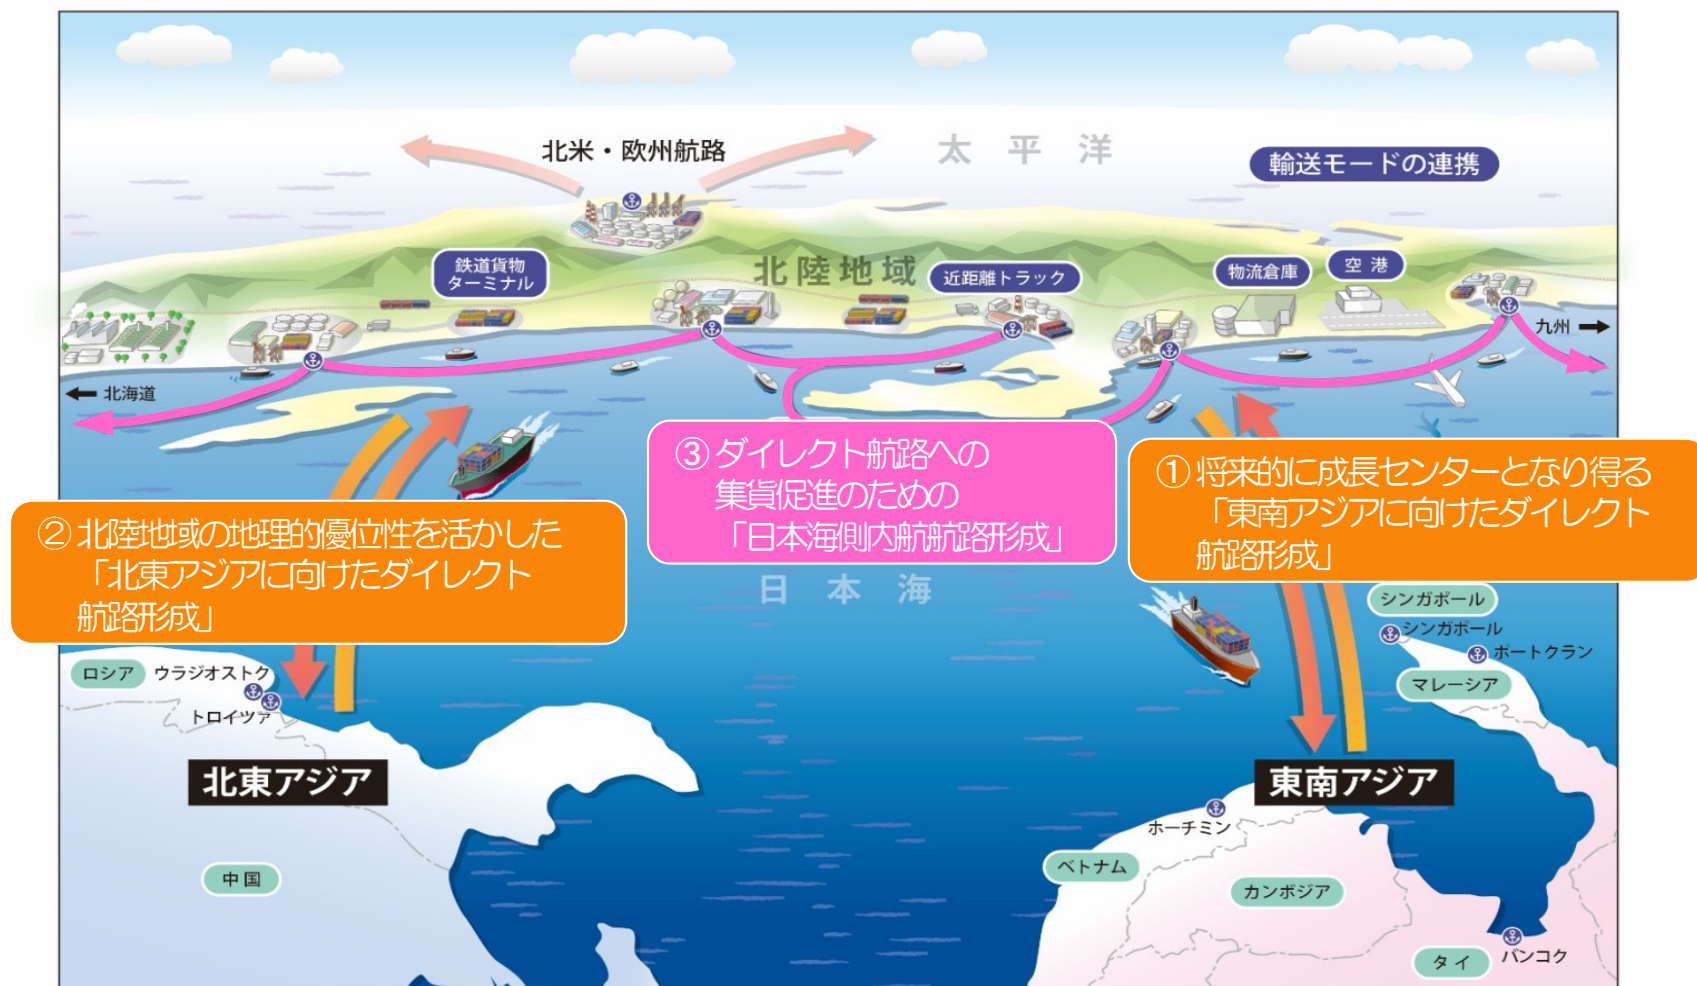 北米・欧州航路
太平洋
輸送モードの連携
鉄道貨物
ターミナル
北陸地域
近距離トラック
物流倉庫
空港
九州
北海道
③ダイレクト航路への
集貨促進のための
「日本海側内航航路形成」
①将来的に成長センターとなり得る
「東南アジアに向けたダイレクト
航路形成」
②北陸地域の地理的優位性を活かした
「北東アジアに向けたダイレクト
航路形成」
日本海
シンガポール
シンガポール
ポートクラン
マレーシア
ロシア
ウラジオストク
トロイツァ
北東アジア
東南アジア
ホーチミン
ベトナム
中国
カンボジア
タイ
バンコク